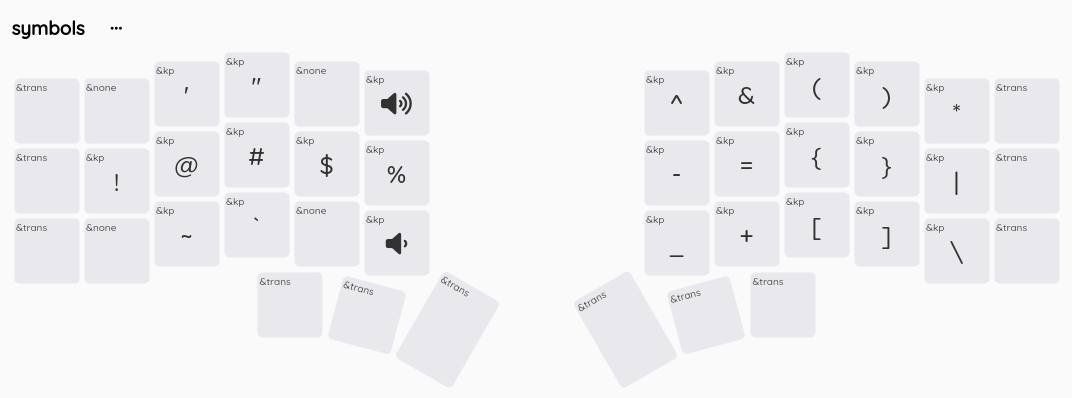 symbols ...
&trans &none &kp ' &kp " &none &kp &kp ^ &kp & &kp ( &kp ) &kp * &trans
&trans &kp ! &kp @ &kp # &kp $ &kp % &kp - &kp = &kp { &kp } &kp | &trans
&trans &none &kp ~ &kp ` &none &kp &kp _ &kp + &kp [ &kp ] &kp \ &trans
&trans &trans &trans &trans &trans &trans